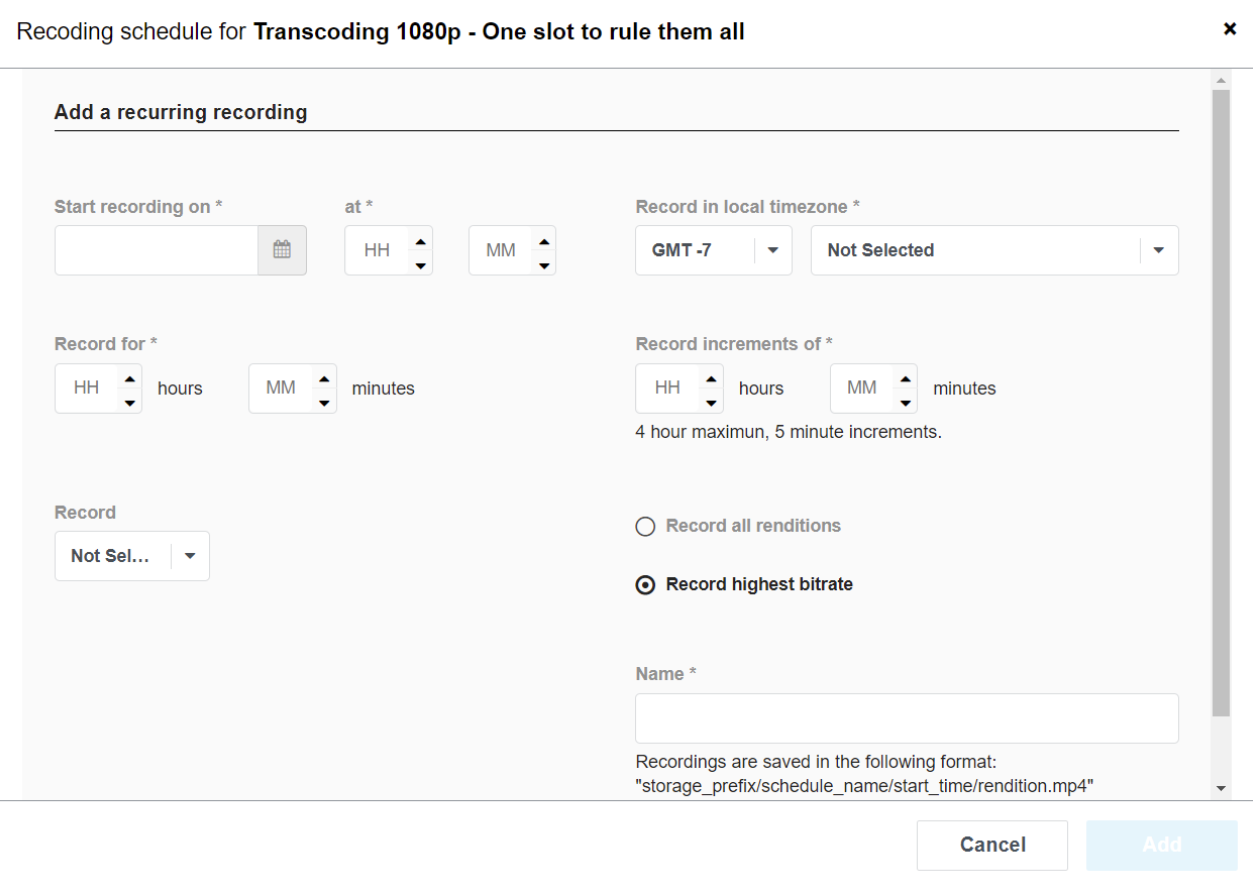 Recoding schedule for Transcoding 1080p - One slot to rule them all
×
Add a recurring recording
Start recording on * at * Record in local timezone *
HH MM GMT -7 Not Selected
Record for * Record increments of *
HH hours MM minutes HH hours MM minutes
4 hour maximun, 5 minute increments.
Record
Not Sel...
Record all renditions
Record highest bitrate
Name *
Recordings are saved in the following format:
"storage_prefix/schedule_name/start_time/rendition.mp4"
Cancel Add